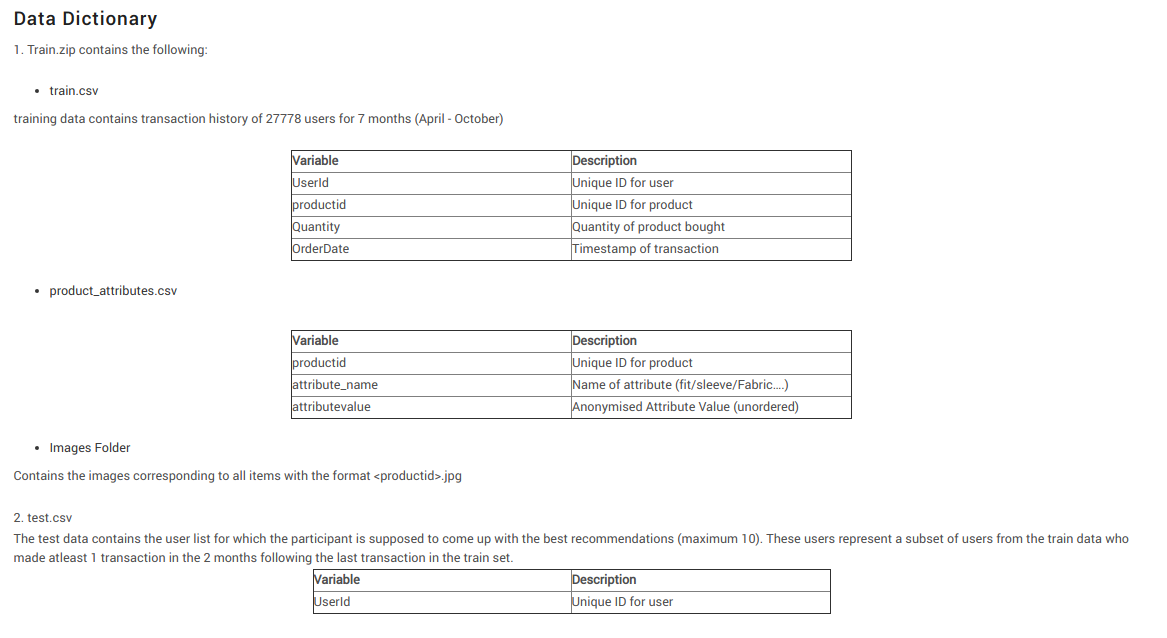 Data Dictionary
1. Train.zip contains the following:
• train.csv
training data contains transaction history of 27778 users for 7 months (April - October)
Variable Description
UserId Unique ID for user
productid Unique ID for product
Quantity Quantity of product bought
OrderDate Timestamp of transaction
• product_attributes.csv
Variable Description
productid Unique ID for product
attribute_name Name of attribute (fit/sleeve/Fabric....)
attributevalue Anonymised Attribute Value (unordered)
• Images Folder
Contains the images corresponding to all items with the format <productid>.jpg
2. test.csv
The test data contains the user list for which the participant is supposed to come up with the best recommendations (maximum 10). These users represent a subset of users from the train data who
made atleast 1 transaction in the 2 months following the last transaction in the train set.
Variable Description
UserId Unique ID for user